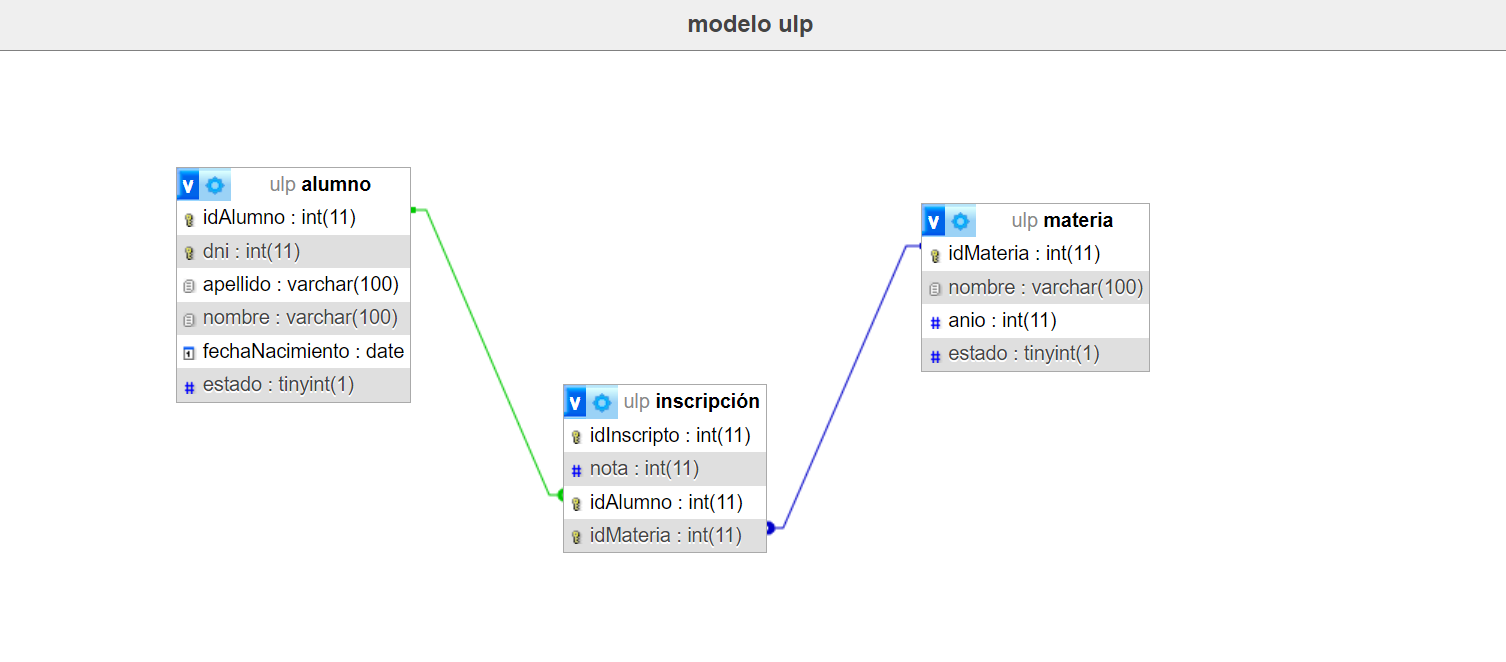 modelo ulp
v ulp alumno
idAlumno : int(11)
dni : int(11)
apellido : varchar(100)
nombre : varchar(100)
fechaNacimiento : date
# estado : tinyint(1)
v ulp inscripción
idInscripto : int(11)
# nota : int(11)
idAlumno : int(11)
idMateria : int(11)
v ulp materia
idMateria : int(11)
nombre : varchar(100)
# anio : int(11)
# estado : tinyint(1)